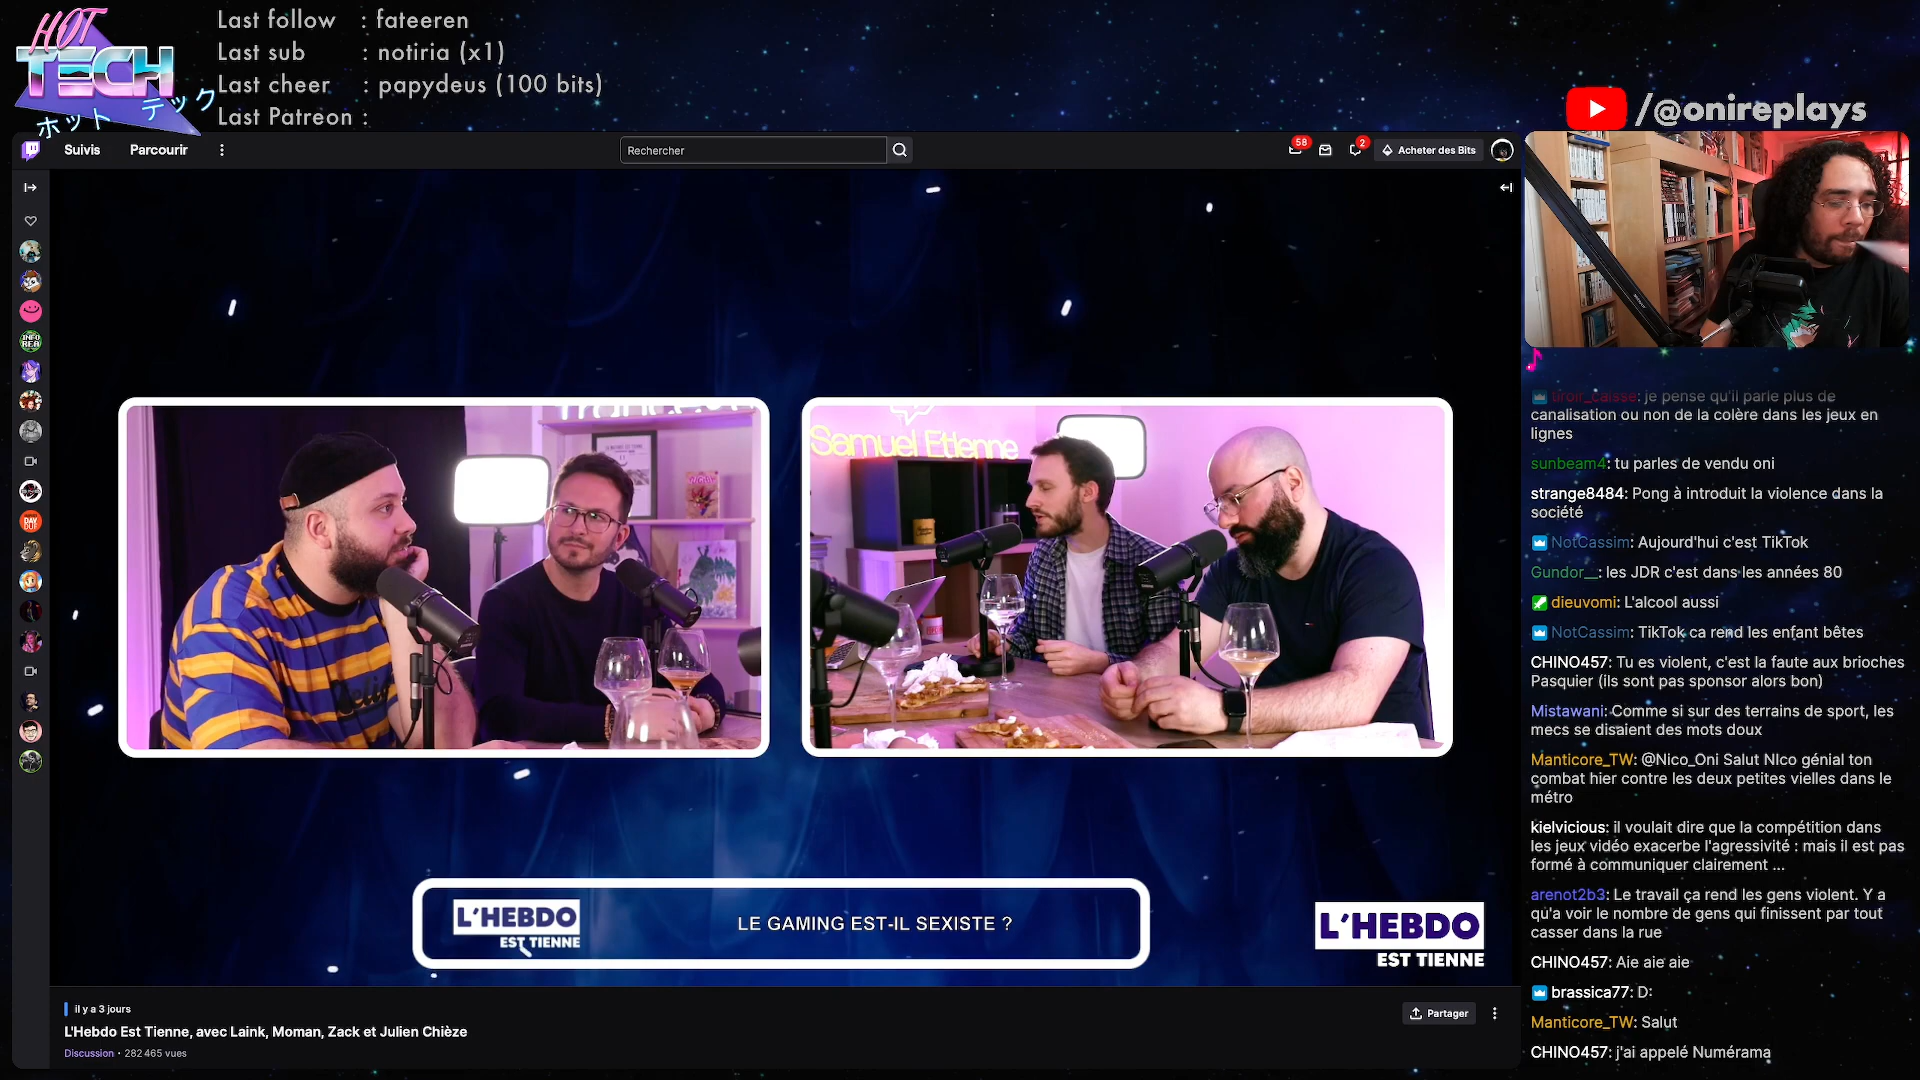 HOT
TECH
ホット テック
Last follow : fateeren
Last sub : notiria (x1)
Last cheer : papydeus (100 bits)
Last Patreon :
/@onireplays
Suivis
Parcourir
Rechercher
58
2
Acheter des Bits
INFO
REA
DAY
Samuel Etienne
L'HEBDO
EST TIENNE
LE GAMING EST-IL SEXISTE ?
L'HEBDO
EST TIENNE
il y a 3 jours
L'Hebdo Est Tienne, avec Laink, Moman, Zack et Julien Chièze
Discussion • 282 465 vues
Partager
tiroir_caisse: je pense qu'il parle plus de
canalisation ou non de la colère dans les jeux en
lignes
sunbeam4: tu parles de vendu oni
strange8484: Pong à introduit la violence dans la
société
NotCassim: Aujourd'hui c'est TikTok
Gundor__: les JDR c'est dans les années 80
dieuvomi: L'alcool aussi
NotCassim: TikTok ca rend les enfant bêtes
CHINO457: Tu es violent, c'est la faute aux brioches
Pasquier (ils sont pas sponsor alors bon)
Mistawani: Comme si sur des terrains de sport, les
mecs se disaient des mots doux
Manticore_TW: @Nico_Oni Salut NIco génial ton
combat hier contre les deux petites vielles dans le
métro
kielvicious: il voulait dire que la compétition dans
les jeux vidéo exacerbe l'agressivité : mais il est pas
formé à communiquer clairement ...
arenot2b3: Le travail ça rend les gens violent. Y a
qu'a voir le nombre de gens qui finissent par tout
casser dans la rue
CHINO457: Aie aie aie
brassica77: D:
Manticore_TW: Salut
CHINO457: j'ai appelé Numérama